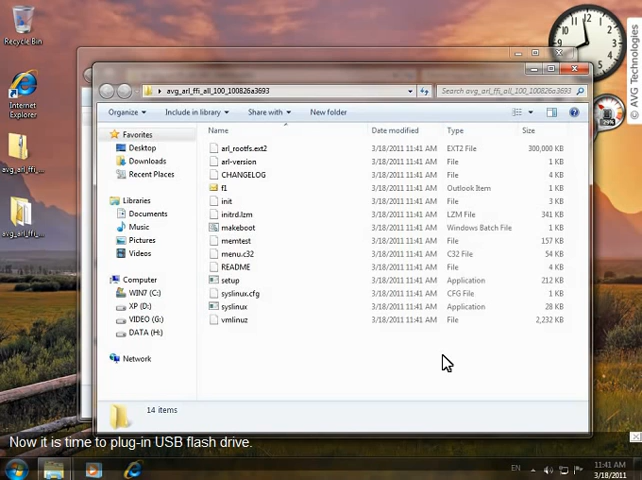 Recycle Bin
Internet
Explorer
avg_arl_ffi_...
avg_arl_ffi_...
© AVG Technologies
29%
avg_arl_ffi_all_100_100826a3693
Search avg_arl_ffi_all_100_100826a3693
Organize
Include in library
Share with
New folder
Favorites
Desktop
Downloads
Recent Places
Libraries
Documents
Music
Pictures
Videos
Computer
WIN7 (C:)
XP (D:)
VIDEO (G:)
DATA (H:)
Network
Name Date modified Type Size
arl_rootfs.ext2 3/18/2011 11:41 AM EXT2 File 300,000 KB
arl-version 3/18/2011 11:41 AM File 1 KB
CHANGELOG 3/18/2011 11:41 AM File 4 KB
f1 3/18/2011 11:41 AM Outlook Item 1 KB
init 3/18/2011 11:41 AM File 3 KB
initrd.lzm 3/18/2011 11:41 AM LZM File 341 KB
makeboot 3/18/2011 11:41 AM Windows Batch File 1 KB
memtest 3/18/2011 11:41 AM File 157 KB
menu.c32 3/18/2011 11:41 AM C32 File 54 KB
README 3/18/2011 11:41 AM File 4 KB
setup 3/18/2011 11:41 AM Application 212 KB
syslinux.cfg 3/18/2011 11:41 AM CFG File 1 KB
syslinux 3/18/2011 11:41 AM Application 28 KB
vmlinuz 3/18/2011 11:41 AM File 2,232 KB
14 items
Now it is time to plug-in USB flash drive.
EN
11:41 AM
3/18/2011